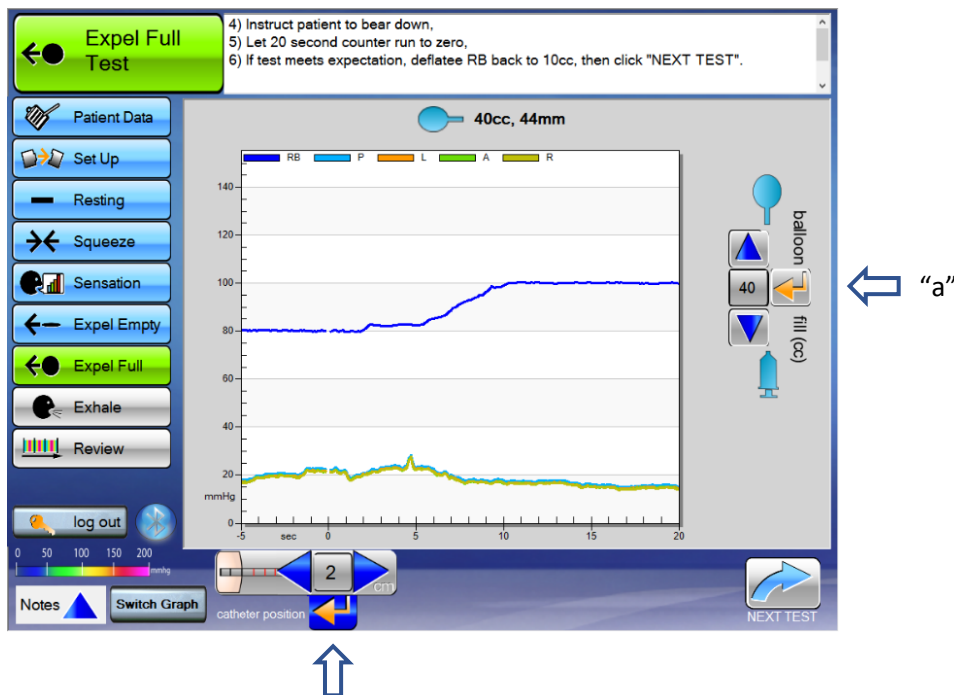 Expel Full
Test
4) Instruct patient to bear down,
5) Let 20 second counter run to zero,
6) If test meets expectation, deflatee RB back to 10cc, then click "NEXT TEST".
Patient Data
Set Up
Resting
Squeeze
Sensation
Expel Empty
Expel Full
Exhale
Review
log out
0 50 100 150 200
mmhg
Notes
Switch Graph
40cc, 44mm
RB P L A R
140
120
100
80
60
40
20
mmHg
0
-5 sec 0 5 10 15 20
balloon
40
fill (cc)
“a”
2
cm
catheter position
NEXT TEST